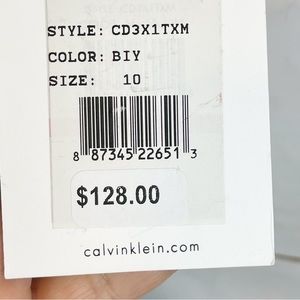 STYLE: CD3X1TXM
COLOR: BIY
SIZE: 10
8 87345 22651 3
$128.00
calvinklein.com